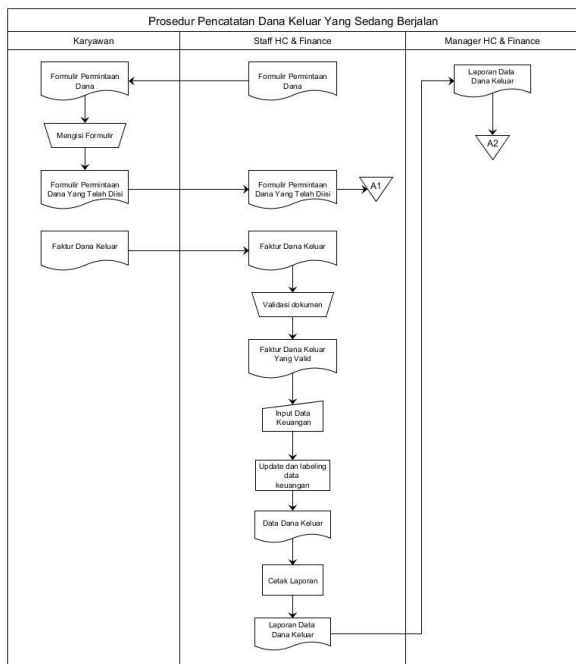 Prosedur Pencatatan Dana Keluar Yang Sedang Berjalan
Karyawan
Staff HC & Finance
Manager HC & Finance
Formulir Permintaan
Dana
Formulir Permintaan
Dana
Laporan Data
Dana Keluar
Mengisi Formulir
A2
Formulir Permintaan
Dana Yang Telah Diisi
Formulir Permintaan
Dana Yang Telah Diisi
A1
Faktur Dana Keluar
Faktur Dana Keluar
Validasi dokumen
Faktur Dana Keluar
Yang Valid
Input Data
Keuangan
Update dan labeling
data
keuangan
Data Dana Keluar
Cetak Laporan
Laporan Data
Dana Keluar